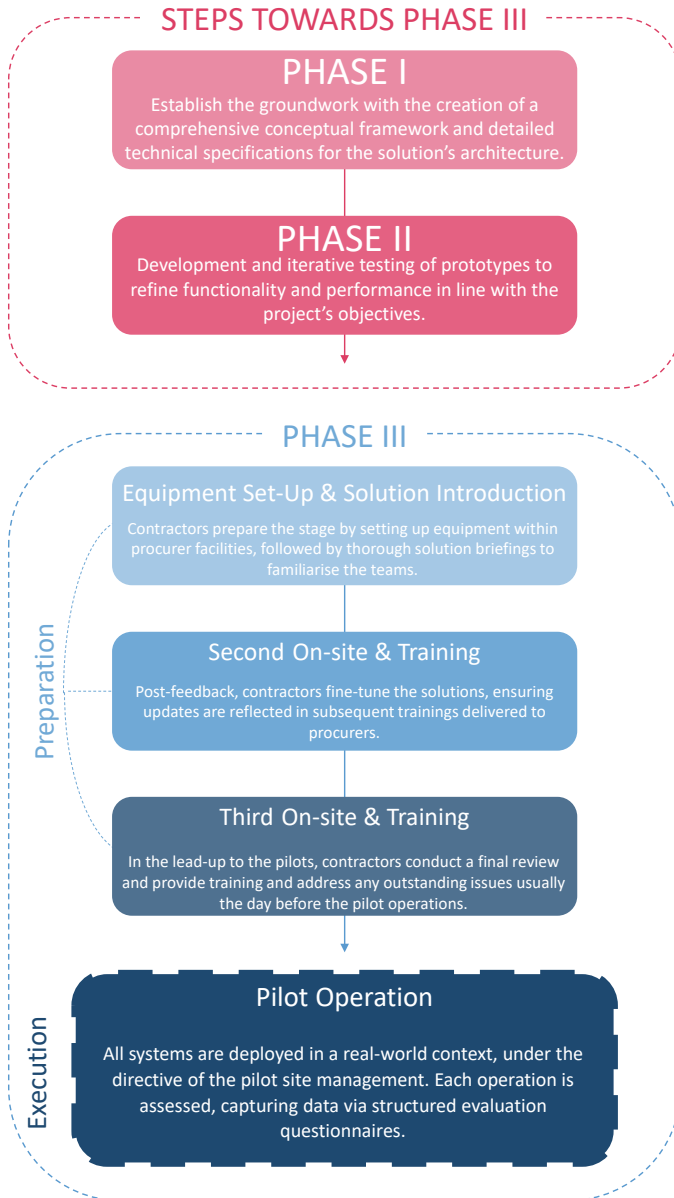 STEPS TOWARDS PHASE III
PHASE I
Establish the groundwork with the creation of a
comprehensive conceptual framework and detailed
technical specifications for the solution's architecture.
PHASE II
Development and iterative testing of prototypes to
refine functionality and performance in line with the
project's objectives.
PHASE III
Preparation
Equipment Set-Up & Solution Introduction
Contractors prepare the stage by setting up equipment within
procurer facilities, followed by thorough solution briefings to
familiarise the teams.
Second On-site & Training
Post-feedback, contractors fine-tune the solutions, ensuring
updates are reflected in subsequent trainings delivered to
procurers.
Third On-site & Training
In the lead-up to the pilots, contractors conduct a final review
and provide training and address any outstanding issues usually
the day before the pilot operations.
Execution
Pilot Operation
All systems are deployed in a real-world context, under the
directive of the pilot site management. Each operation is
assessed, capturing data via structured evaluation
questionnaires.